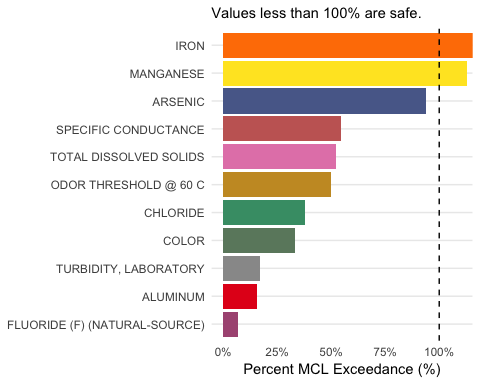 Values less than 100% are safe.
IRON
MANGANESE
ARSENIC
SPECIFIC CONDUCTANCE
TOTAL DISSOLVED SOLIDS
ODOR THRESHOLD @ 60 C
CHLORIDE
COLOR
TURBIDITY, LABORATORY
ALUMINUM
FLUORIDE (F) (NATURAL-SOURCE)
0% 25% 50% 75% 100%
Percent MCL Exceedance (%)